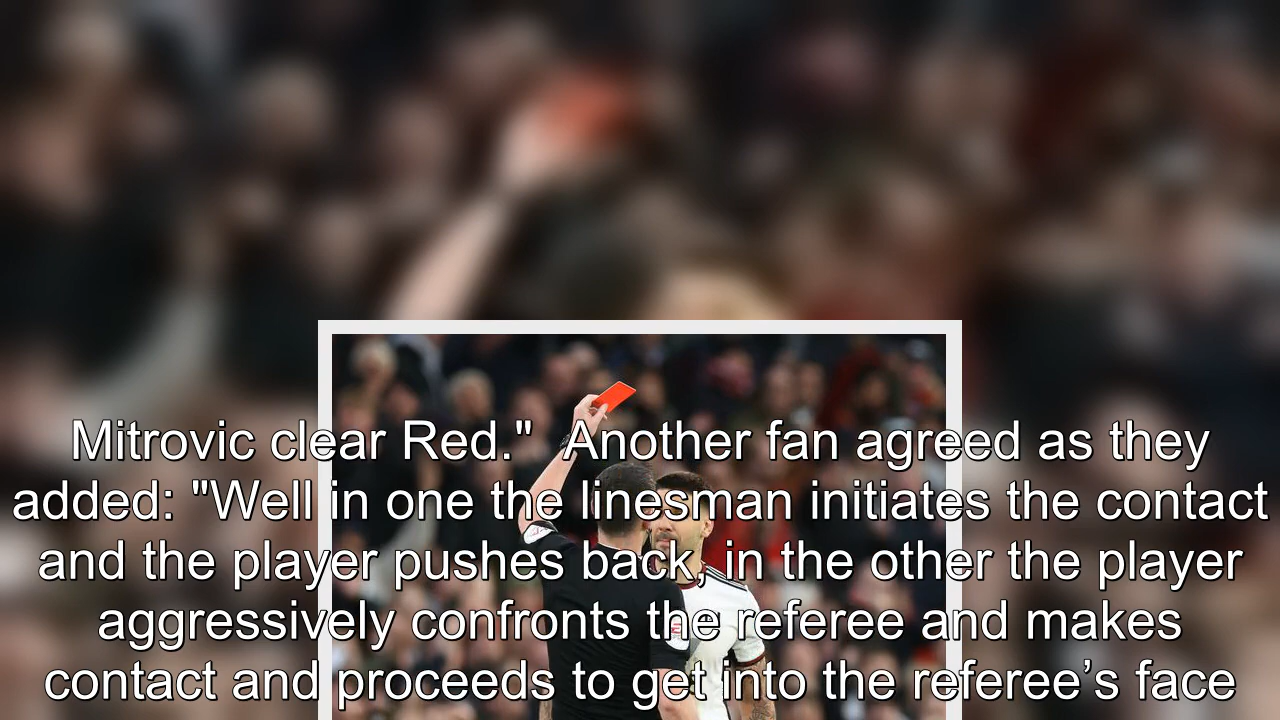 Mitrovic clear Red."  Another fan agreed as they
added: "Well in one the linesman initiates the contact
and the player pushes back, in the other the player
aggressively confronts the referee and makes
contact and proceeds to get into the referee’s face